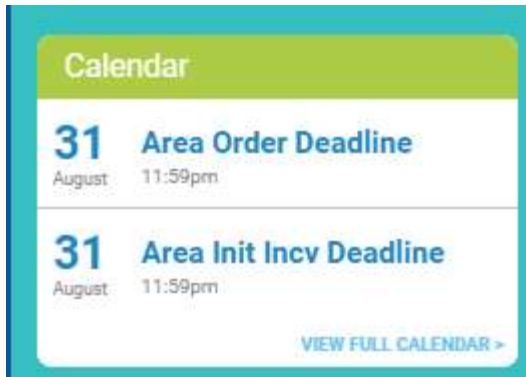 Calendar
31 Area Order Deadline
August 11:59pm
31 Area Init Incv Deadline
August 11:59pm
VIEW FULL CALENDAR >